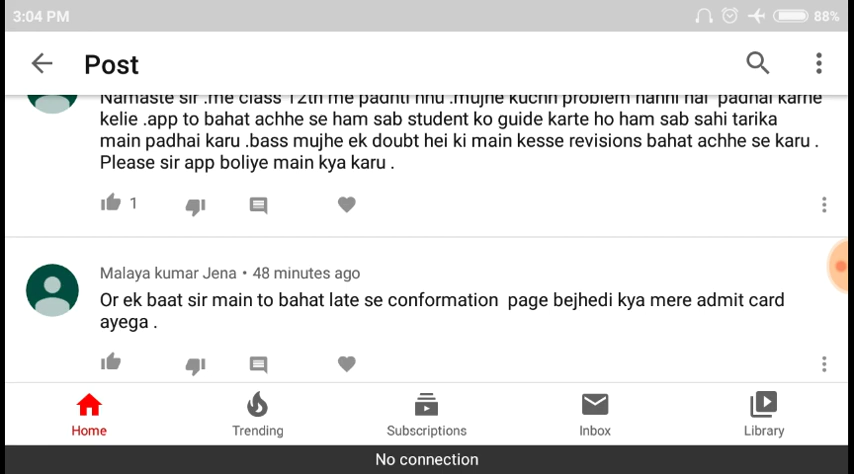 3:04 PM
88%
Post
Namaste sir .me class 12th me padhti hhu .mujhe kuchh problem nahhi hai padhai karne
kelie .app to bahat achhe se ham sab student ko guide karte ho ham sab sahi tarika
main padhai karu .bass mujhe ek doubt hei ki main kesse revisions bahat achhe se karu .
Please sir app boliye main kya karu .
1
Malaya kumar Jena • 48 minutes ago
Or ek baat sir main to bahat late se conformation page bejhedi kya mere admit card
ayega .
Home
Trending
Subscriptions
Inbox
Library
No connection